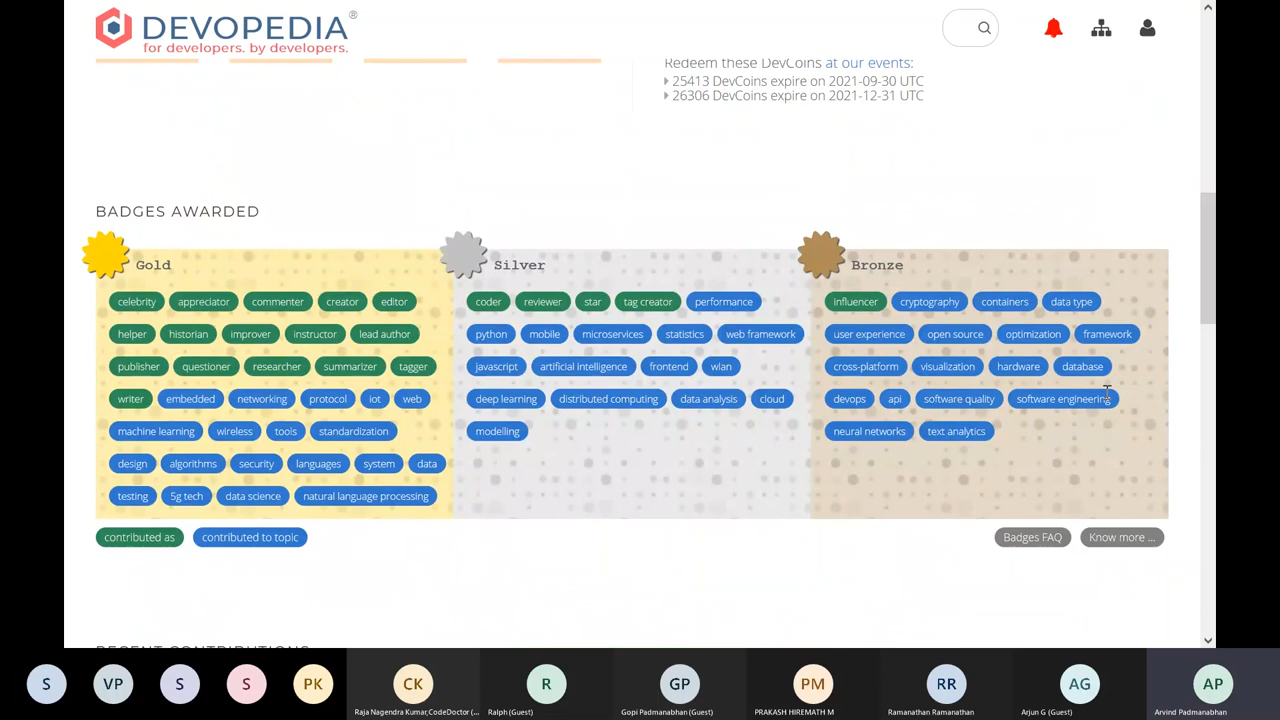 DEVOPEDIA®
for developers. by developers.
Redeem these DevCoins at our events:
25413 DevCoins expire on 2021-09-30 UTC
26306 DevCoins expire on 2021-12-31 UTC
BADGES AWARDED
Gold
celebrity appreciator commenter creator editor
helper historian improver instructor lead author
publisher questioner researcher summarizer tagger
writer embedded networking protocol iot web
machine learning wireless tools standardization
design algorithms security languages system data
testing 5g tech data science natural language processing
Silver
coder reviewer star tag creator performance
python mobile microservices statistics web framework
javascript artificial intelligence frontend wlan
deep learning distributed computing data analysis cloud
modelling
Bronze
influencer cryptography containers data type
user experience open source optimization framework
cross-platform visualization hardware database
devops api software quality software engineering
neural networks text analytics
contributed as contributed to topic
Badges FAQ Know more ...
RECENT CONTRIBUTIONS
S VP S S PK CK R GP PM RR AG AP
Raja Nagendra Kumar,CodeDoctor (... Ralph (Guest) Gopi Padmanabhan (Guest) PRAKASH HIREMATH M Ramanathan Ramanathan Arjun G (Guest) Arvind Padmanabhan